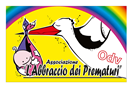 Odv
Associazione
L'Abbraccio dei Prematuri